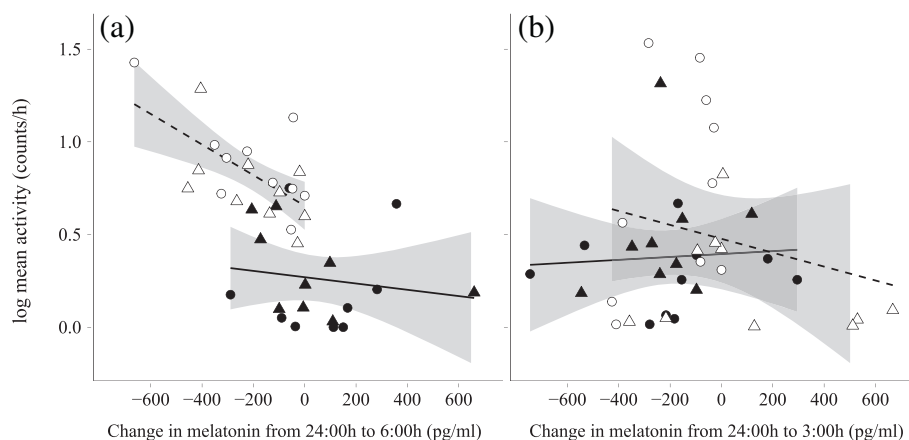 (a)
(b)
log mean activity (counts/h)
1.5
1.0
0.5
0.0
−600 −400 −200 0 200 400 600
−600 −400 −200 0 200 400 600
Change in melatonin from 24:00h to 6:00h (pg/ml)
Change in melatonin from 24:00h to 3:00h (pg/ml)